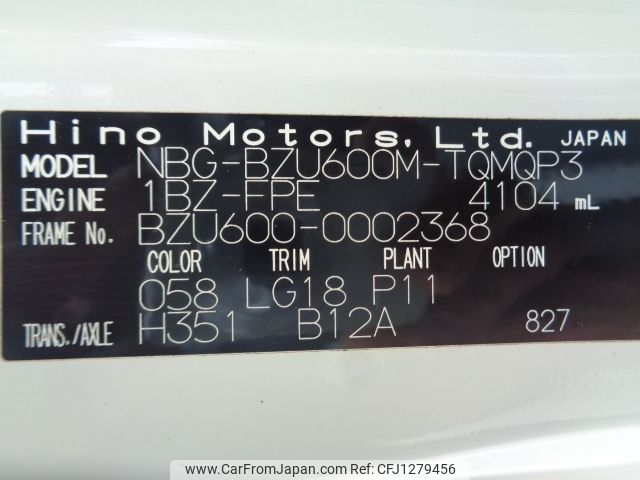 Hino Motors, Ltd. JAPAN
MODEL NBG-BZU600M-TQMQP3
ENGINE 1BZ-FPE 4104 mL
FRAME No. BZU600-0002368
COLOR TRIM PLANT OPTION
058 LG18 P11
TRANS./AXLE H351 B12A 827
www.carfromjapan.com - CFJ1279456